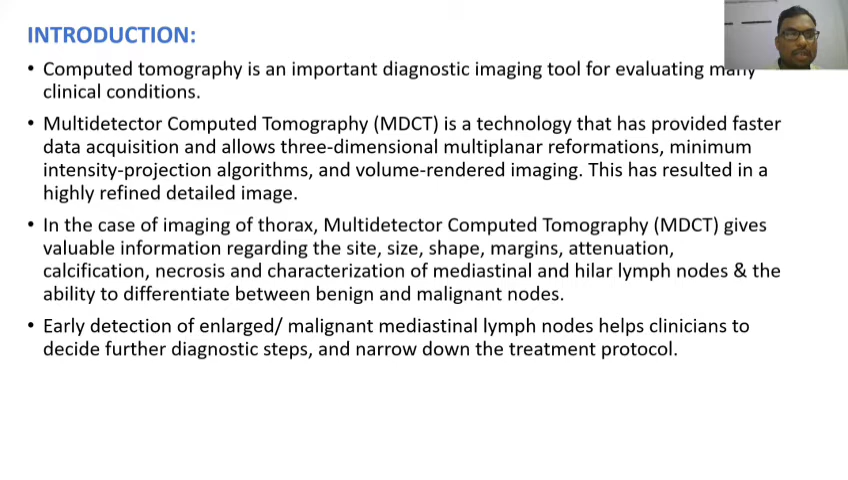 INTRODUCTION:
• Computed tomography is an important diagnostic imaging tool for evaluating many
clinical conditions.
• Multidetector Computed Tomography (MDCT) is a technology that has provided faster
data acquisition and allows three-dimensional multiplanar reformations, minimum
intensity-projection algorithms, and volume-rendered imaging. This has resulted in a
highly refined detailed image.
• In the case of imaging of thorax, Multidetector Computed Tomography (MDCT) gives
valuable information regarding the site, size, shape, margins, attenuation,
calcification, necrosis and characterization of mediastinal and hilar lymph nodes & the
ability to differentiate between benign and malignant nodes.
• Early detection of enlarged/ malignant mediastinal lymph nodes helps clinicians to
decide further diagnostic steps, and narrow down the treatment protocol.